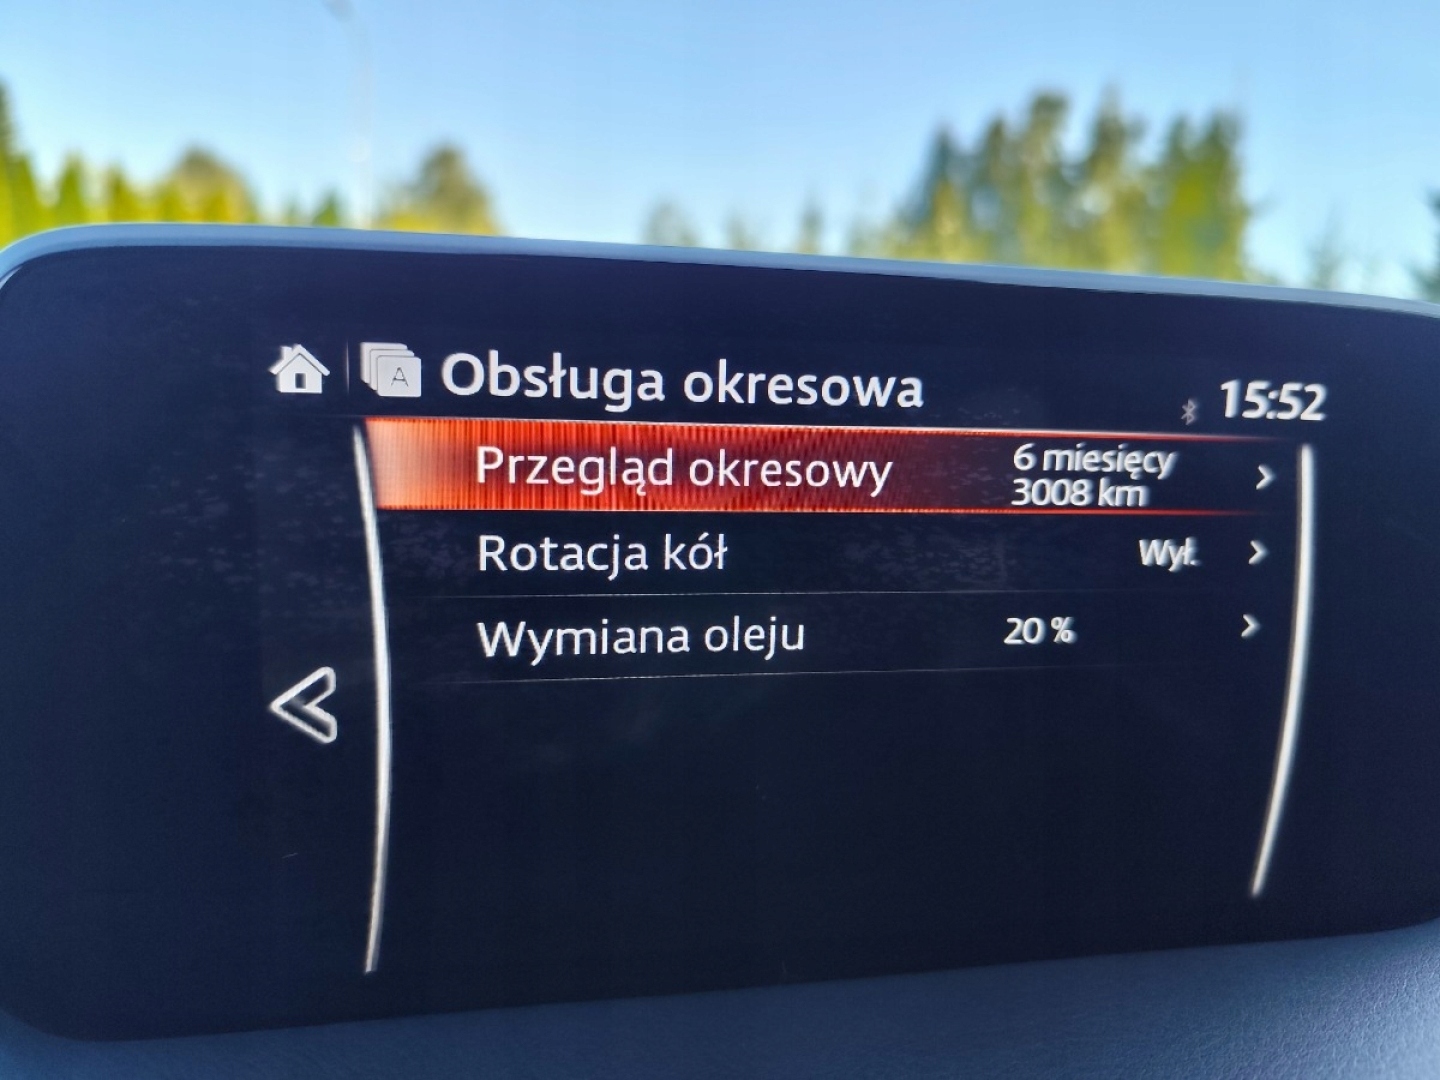 A Obsługa okresowa 15:52
Przegląd okresowy 6 miesięcy
3008 km
Rotacja kół Wył.
Wymiana oleju 20 %